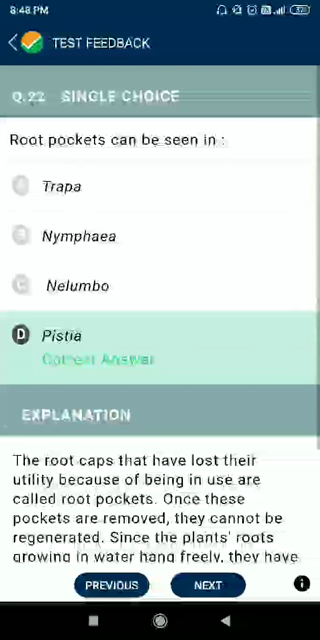 8:48 PM
TEST FEEDBACK
Q.22 SINGLE CHOICE
Root pockets can be seen in :
Trapa
Nymphaea
Nelumbo
D Pistia
Correct Answer
EXPLANATION
The root caps that have lost their
utility because of being in use are
called root pockets. Once these
pockets are removed, they cannot be
regenerated. Since the plants' roots
growing in water hang freely, they have
PREVIOUS
NEXT